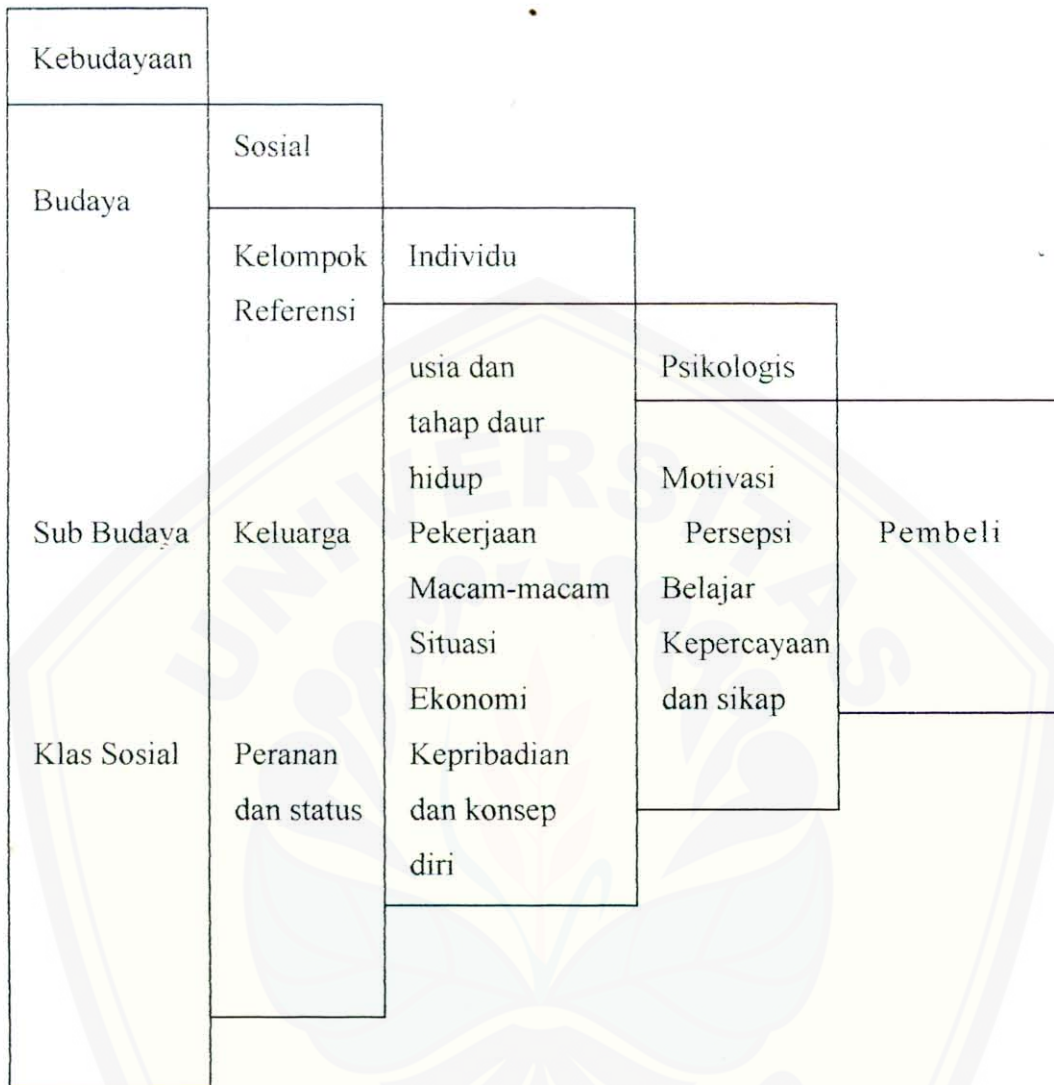 Kebudayaan
Budaya
Sub Budaya
Klas Sosial
Sosial
Kelompok
Referensi
Keluarga
Peranan
dan status
Individu
usia dan
tahap daur
hidup
Pekerjaan
Macam-macam
Situasi
Ekonomi
Kepribadian
dan konsep
diri
Psikologis
Motivasi
Persepsi
Belajar
Kepercayaan
dan sikap
Pembeli
UNIVERSITAS